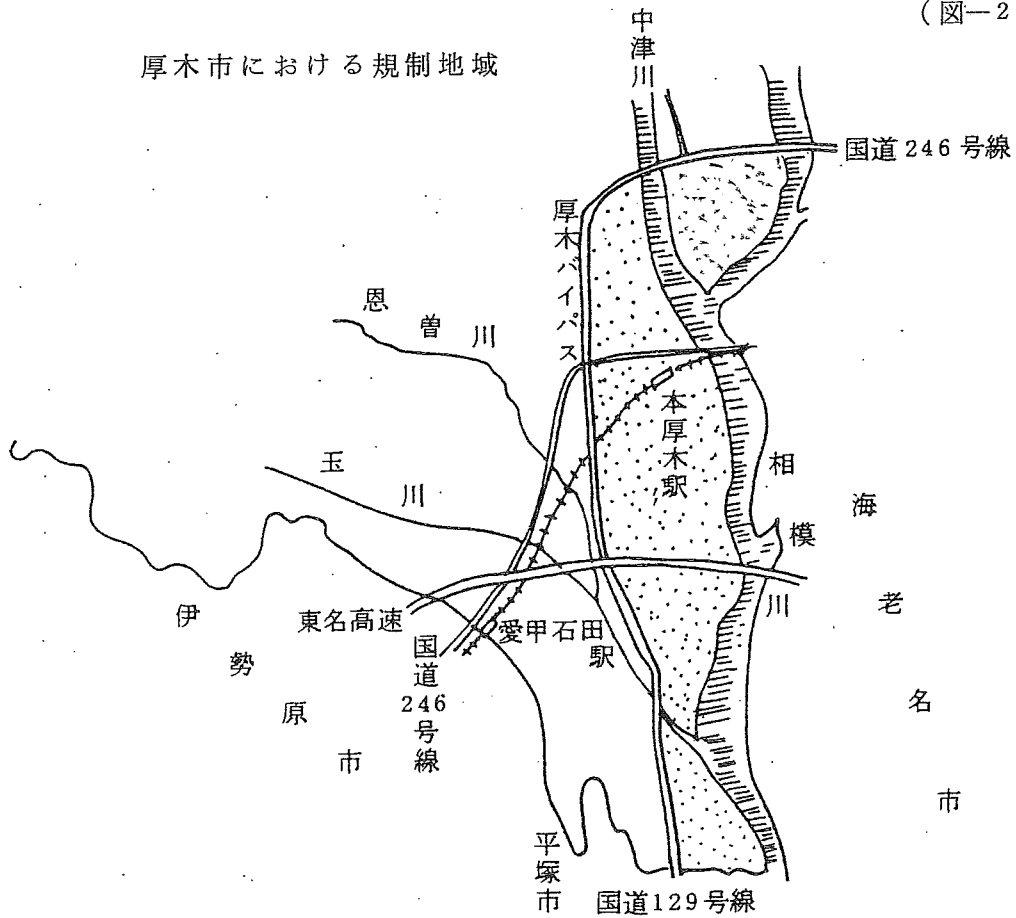 (図—2
厚木市における規制地域
中津川
国道246号線
厚木バイパス
恩曽川
本厚木駅
玉川
相模川
海老名市
東名高速
愛甲石田駅
伊勢原市
国道246号線
平塚市
国道129号線